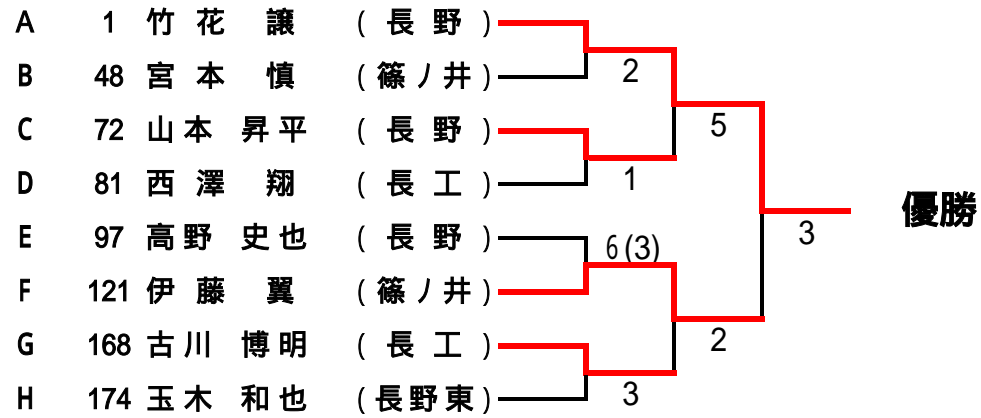 A 1 竹花 譲 (長野)
2
B 48 宮本 慎 (篠ノ井)
5
C 72 山本 昇平 (長野)
1
D 81 西澤 翔 (長工)
3 優勝
E 97 高野 史也 (長野)
6(3)
F 121 伊藤 翼 (篠ノ井)
2
G 168 古川 博明 (長工)
3
H 174 玉木 和也 (長野東)